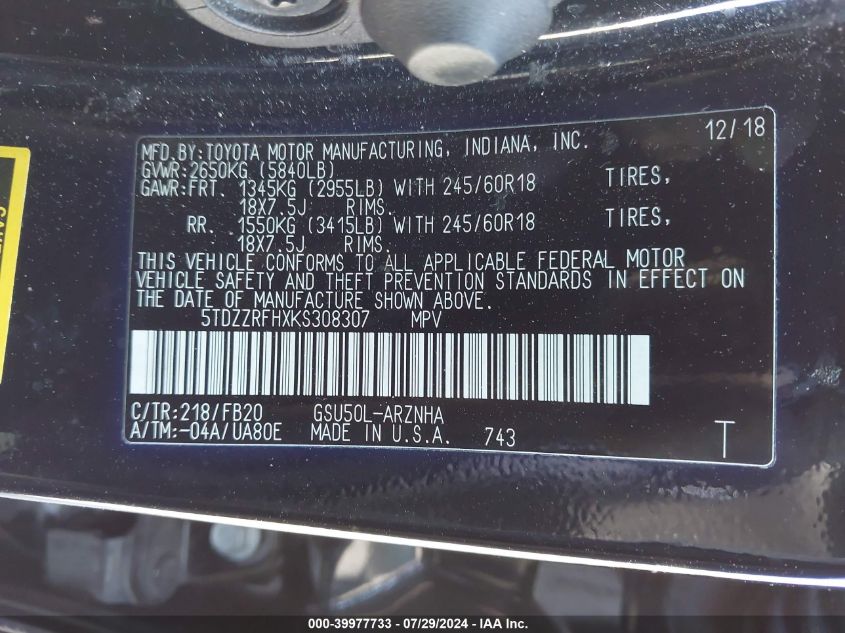 MFD.BY:TOYOTA MOTOR MANUFACTURING, INDIANA, INC. 12/18
GVWR:2650KG (5840LB)
GAWR:FRT. 1345KG (2955LB) WITH 245/60R18 TIRES,
18X7.5J RIMS.
RR. 1550KG (3415LB) WITH 245/60R18 TIRES,
18X7.5J RIMS.
THIS VEHICLE CONFORMS TO ALL APPLICABLE FEDERAL MOTOR
VEHICLE SAFETY AND THEFT PREVENTION STANDARDS IN EFFECT ON
THE DATE OF MANUFACTURE SHOWN ABOVE.
5TDZZRFHXKS308307 MPV
C/TR:218/FB20 GSU50L-ARZNHA
A/TM:-04A/UA80E MADE IN U.S.A. 743 T
000-39977733 - 07/29/2024 - IAA, Inc.